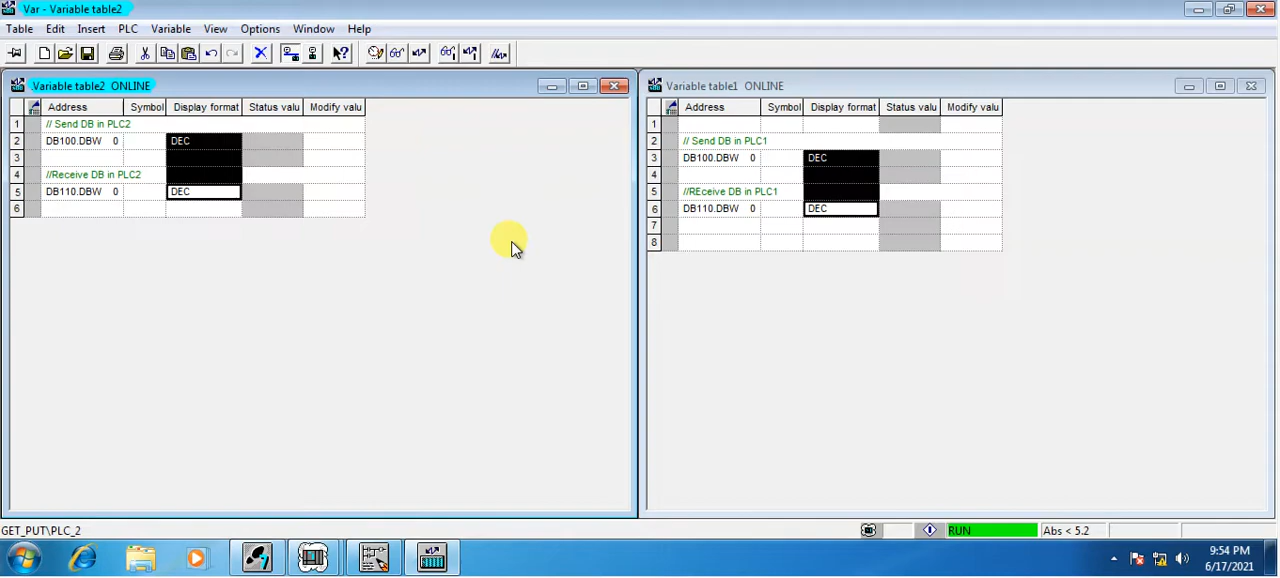 Var - Variable table2
Table Edit Insert PLC Variable View Options Window Help
Variable table2 ONLINE
Address Symbol Display format Status valu Modify valu
1 // Send DB in PLC2
2 DB100.DBW 0 DEC
3
4 //Receive DB in PLC2
5 DB110.DBW 0 DEC
6
Variable table1 ONLINE
Address Symbol Display format Status valu Modify valu
1
2 // Send DB in PLC1
3 DB100.DBW 0 DEC
4
5 //REceive DB in PLC1
6 DB110.DBW 0 DEC
7
8
GET_PUT\PLC_2 RUN Abs < 5.2
9:54 PM
6/17/2021